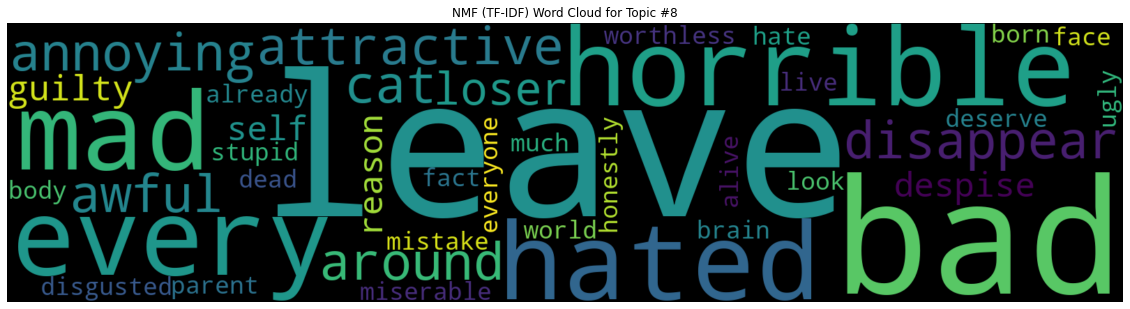 NMF (TF-IDF) Word Cloud for Topic #8
annoying
attractive
worthless
hate
born
face
horrible
guilty
already
cat
loser
live
ugly
mad
self
leave
reason
everyone
much
honestly
alive
deserve
disappear
stupid
dead
fact
look
despise
body
awful
every
mistake
world
brain
bad
around
hated
disgusted
parent
miserable